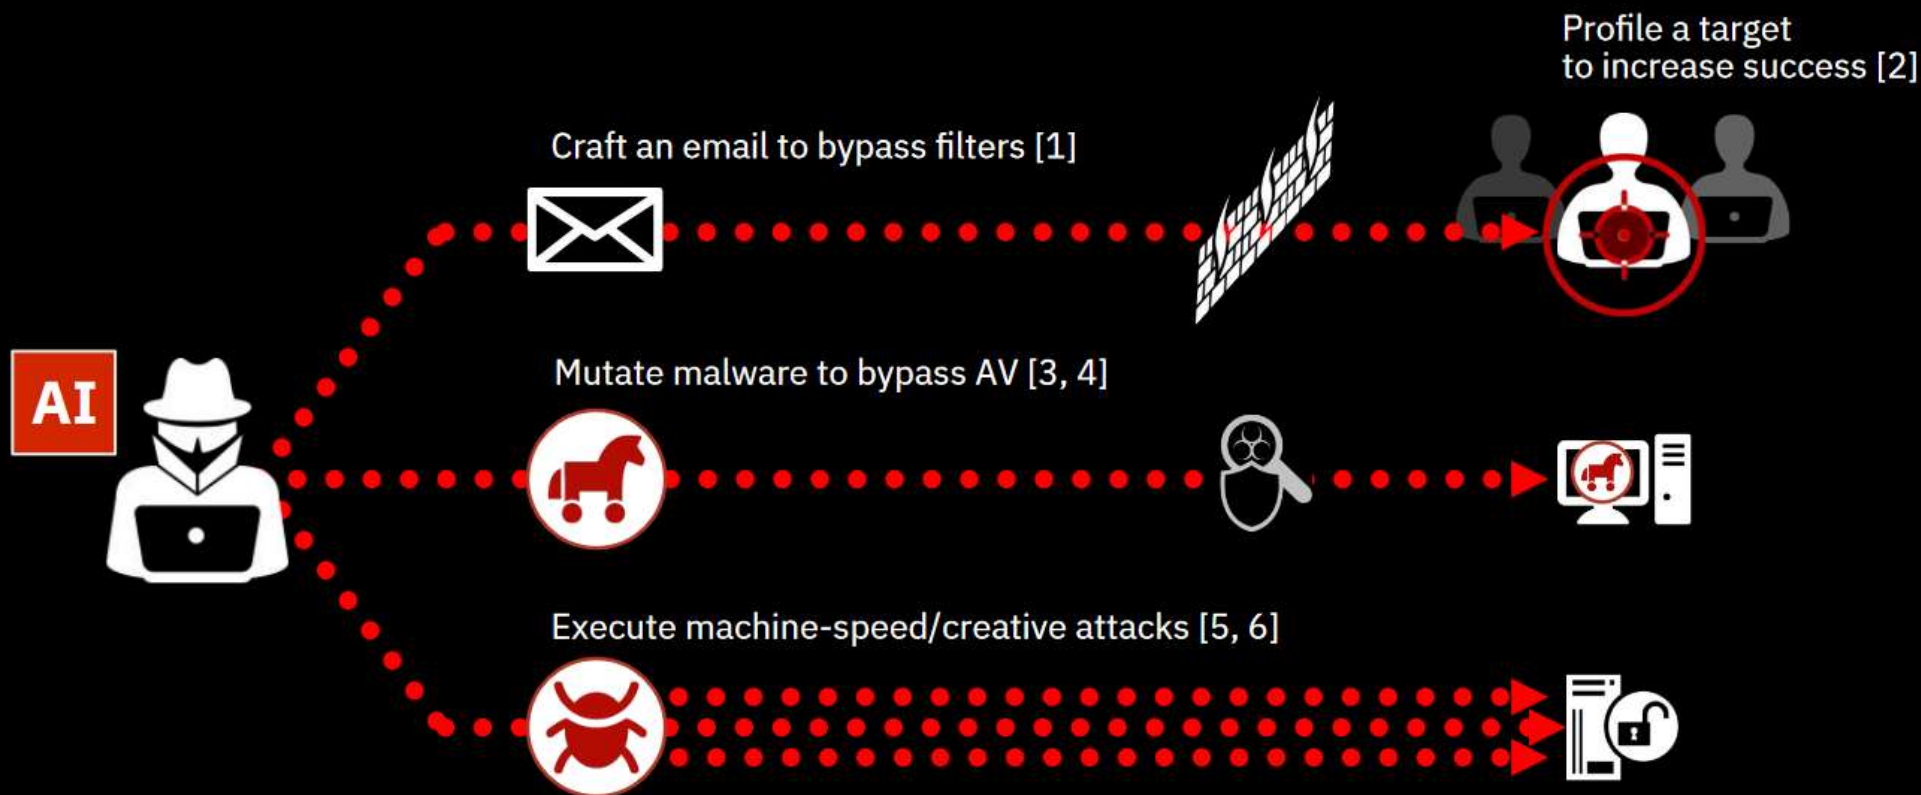 Profile a target
to increase success [2]
Craft an email to bypass filters [1]
AI
Mutate malware to bypass AV [3, 4]
Execute machine-speed/creative attacks [5, 6]